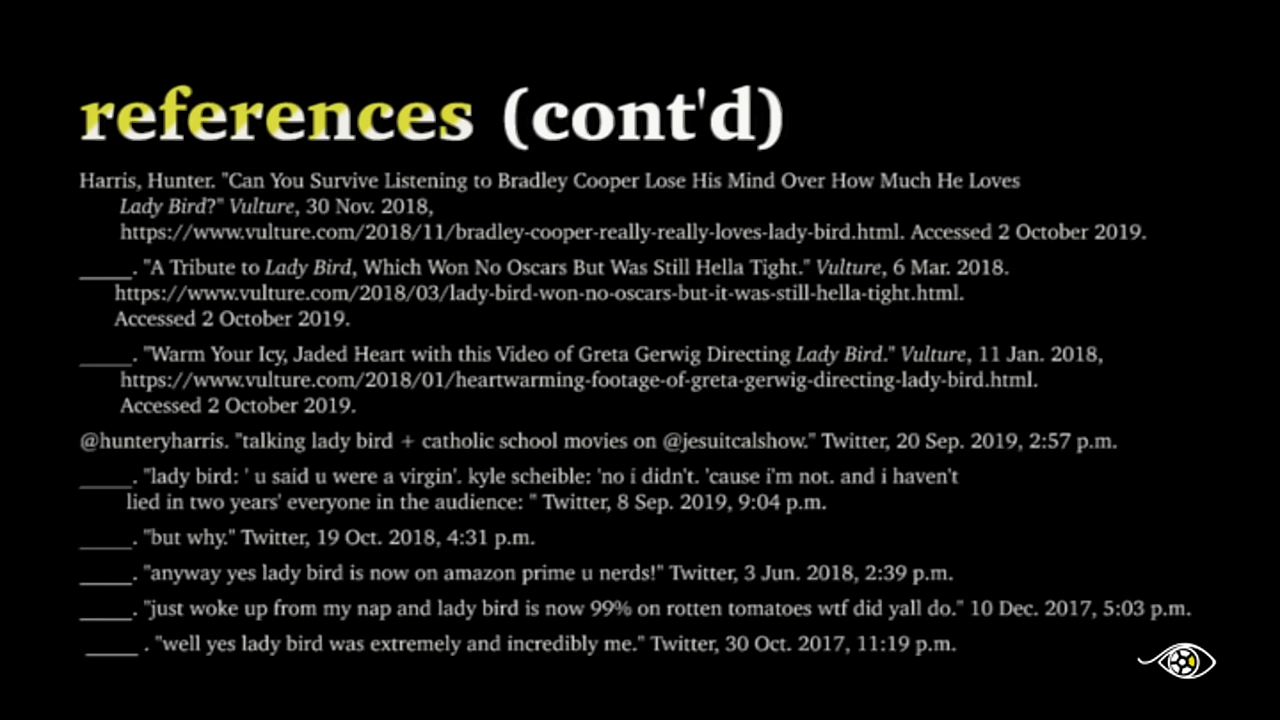 references (cont'd)
Harris, Hunter. "Can You Survive Listening to Bradley Cooper Lose His Mind Over How Much He Loves
Lady Bird?" Vulture, 30 Nov. 2018,
https://www.vulture.com/2018/11/bradley-cooper-really-really-loves-lady-bird.html. Accessed 2 October 2019.
_____. "A Tribute to Lady Bird, Which Won No Oscars But Was Still Hella Tight." Vulture, 6 Mar. 2018.
https://www.vulture.com/2018/03/lady-bird-won-no-oscars-but-it-was-still-hella-tight.html.
Accessed 2 October 2019.
_____. "Warm Your Icy, Jaded Heart with this Video of Greta Gerwig Directing Lady Bird." Vulture, 11 Jan. 2018,
https://www.vulture.com/2018/01/heartwarming-footage-of-greta-gerwig-directing-lady-bird.html.
Accessed 2 October 2019.
@hunteryharris. "talking lady bird + catholic school movies on @jesuitcalshow." Twitter, 20 Sep. 2019, 2:57 p.m.
_____. "lady bird: ' u said u were a virgin'. kyle scheible: 'no i didn't. 'cause i'm not. and i haven't
lied in two years' everyone in the audience: " Twitter, 8 Sep. 2019, 9:04 p.m.
_____. "but why." Twitter, 19 Oct. 2018, 4:31 p.m.
_____. "anyway yes lady bird is now on amazon prime u nerds!" Twitter, 3 Jun. 2018, 2:39 p.m.
_____. "just woke up from my nap and lady bird is now 99% on rotten tomatoes wtf did yall do." 10 Dec. 2017, 5:03 p.m.
_____ . "well yes lady bird was extremely and incredibly me." Twitter, 30 Oct. 2017, 11:19 p.m.